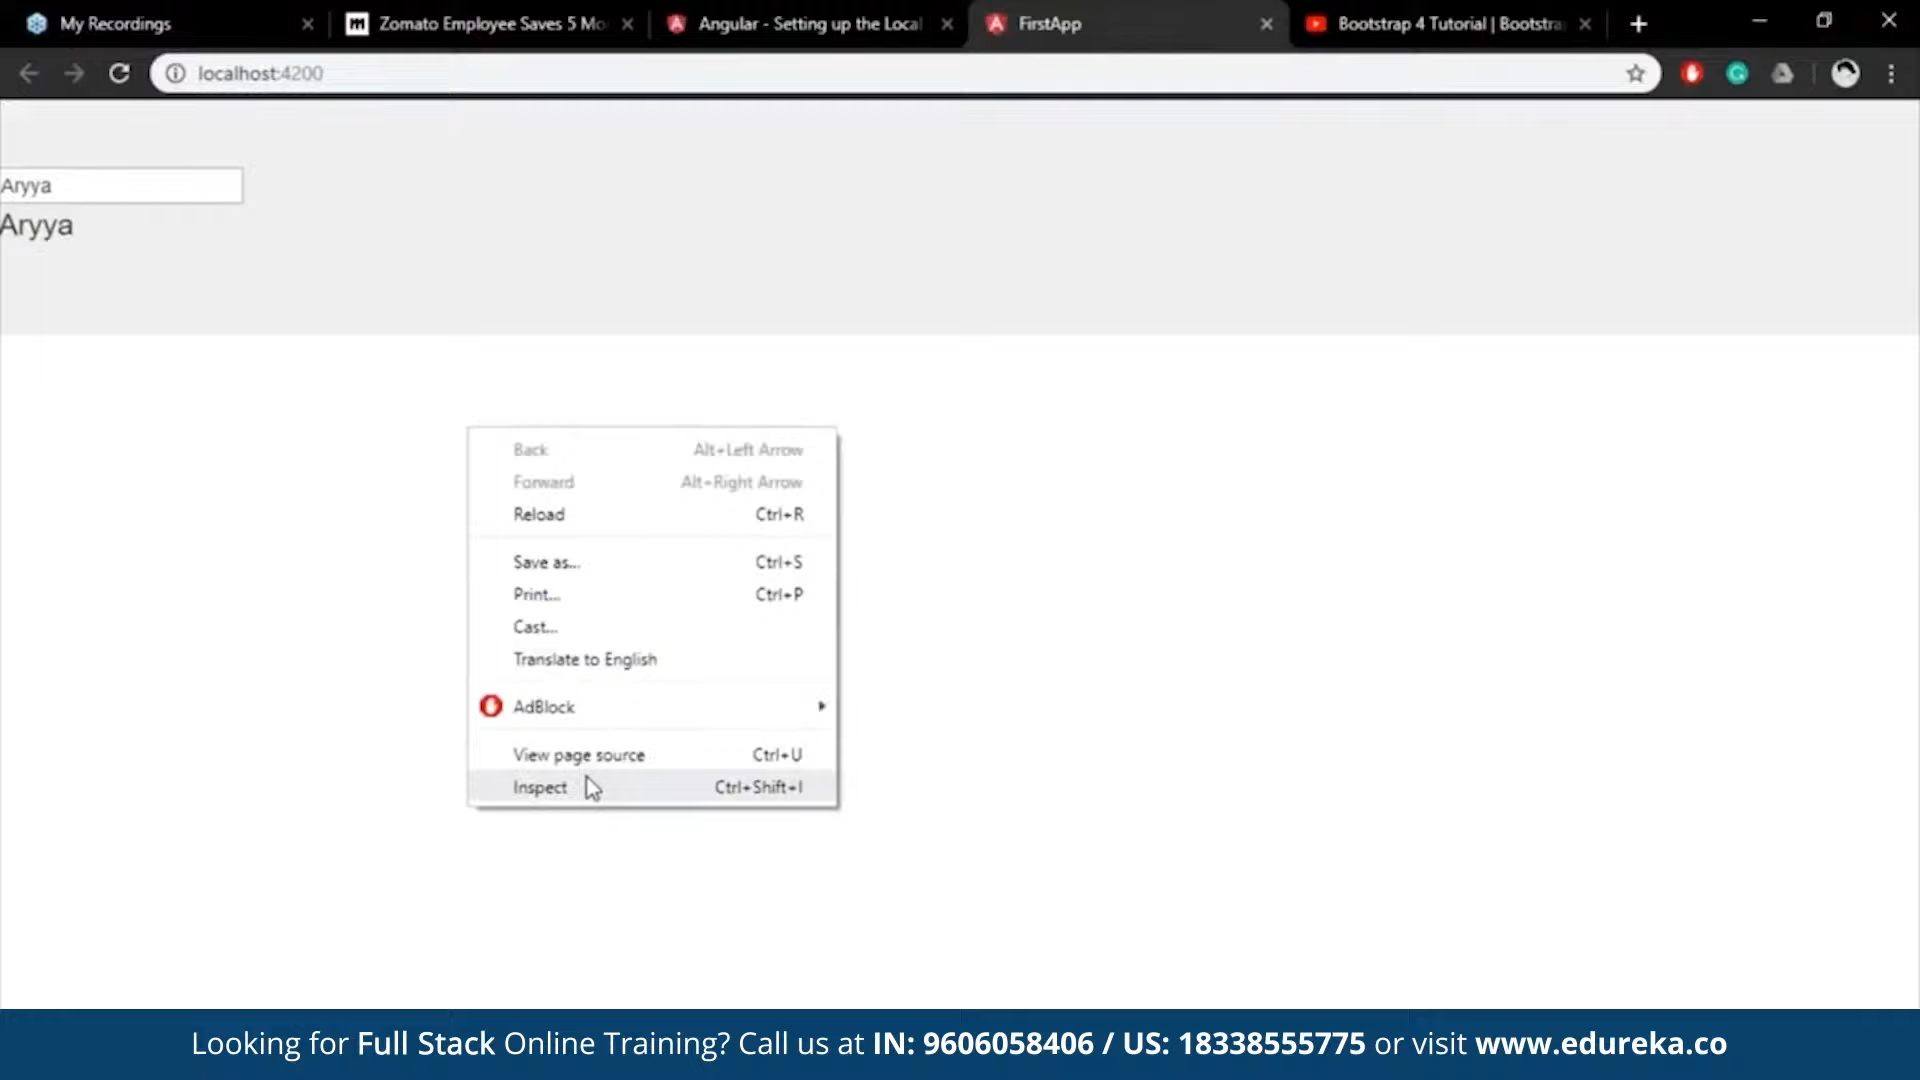 My Recordings
Zomato Employee Saves 5 Mo
Angular - Setting up the Local
FirstApp
Bootstrap 4 Tutorial | Bootstra
localhost:4200
Aryya
Aryya
Back Alt+Left Arrow
Forward Alt+Right Arrow
Reload Ctrl+R
Save as... Ctrl+S
Print... Ctrl+P
Cast...
Translate to English
AdBlock
View page source Ctrl+U
Inspect Ctrl+Shift+I
Looking for Full Stack Online Training? Call us at IN: 9606058406 / US: 18338555775 or visit www.edureka.co